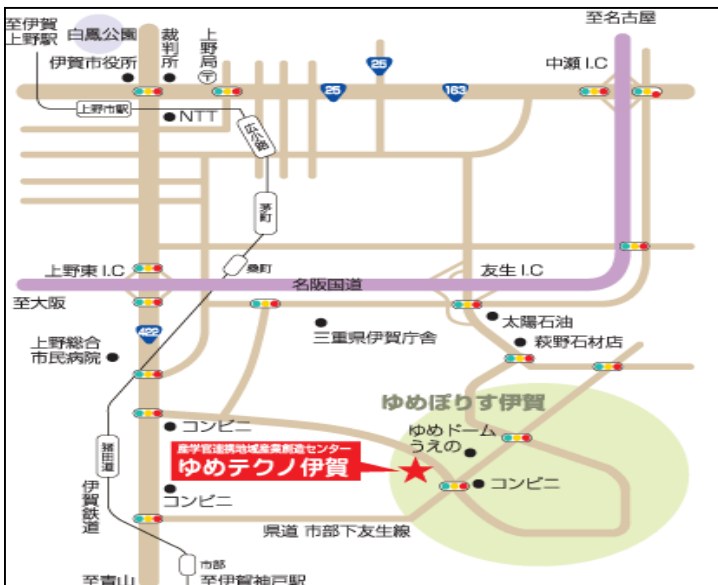 至名古屋
至伊賀
上野駅
白鳳公園
裁判所
上野局
伊賀市役所
中瀬 I.C
25
25
163
上野市駅
NTT
広小路
茅町
桑町
上野東 I.C
友生 I.C
名阪国道
至大阪
太陽石油
422
三重県伊賀庁舎
萩野石材店
上野総合
市民病院
ゆめぽりす伊賀
コンビニ
ゆめドーム
うえの
産学官連携地域産業創造センター
ゆめテクノ伊賀
猪田道
コンビニ
コンビニ
伊賀鉄道
県道 市部下友生線
市部
至青山
至伊賀神戸駅